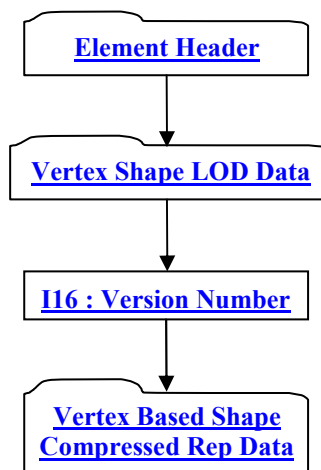 Element Header
Vertex Shape LOD Data
I16 : Version Number
Vertex Based Shape
Compressed Rep Data